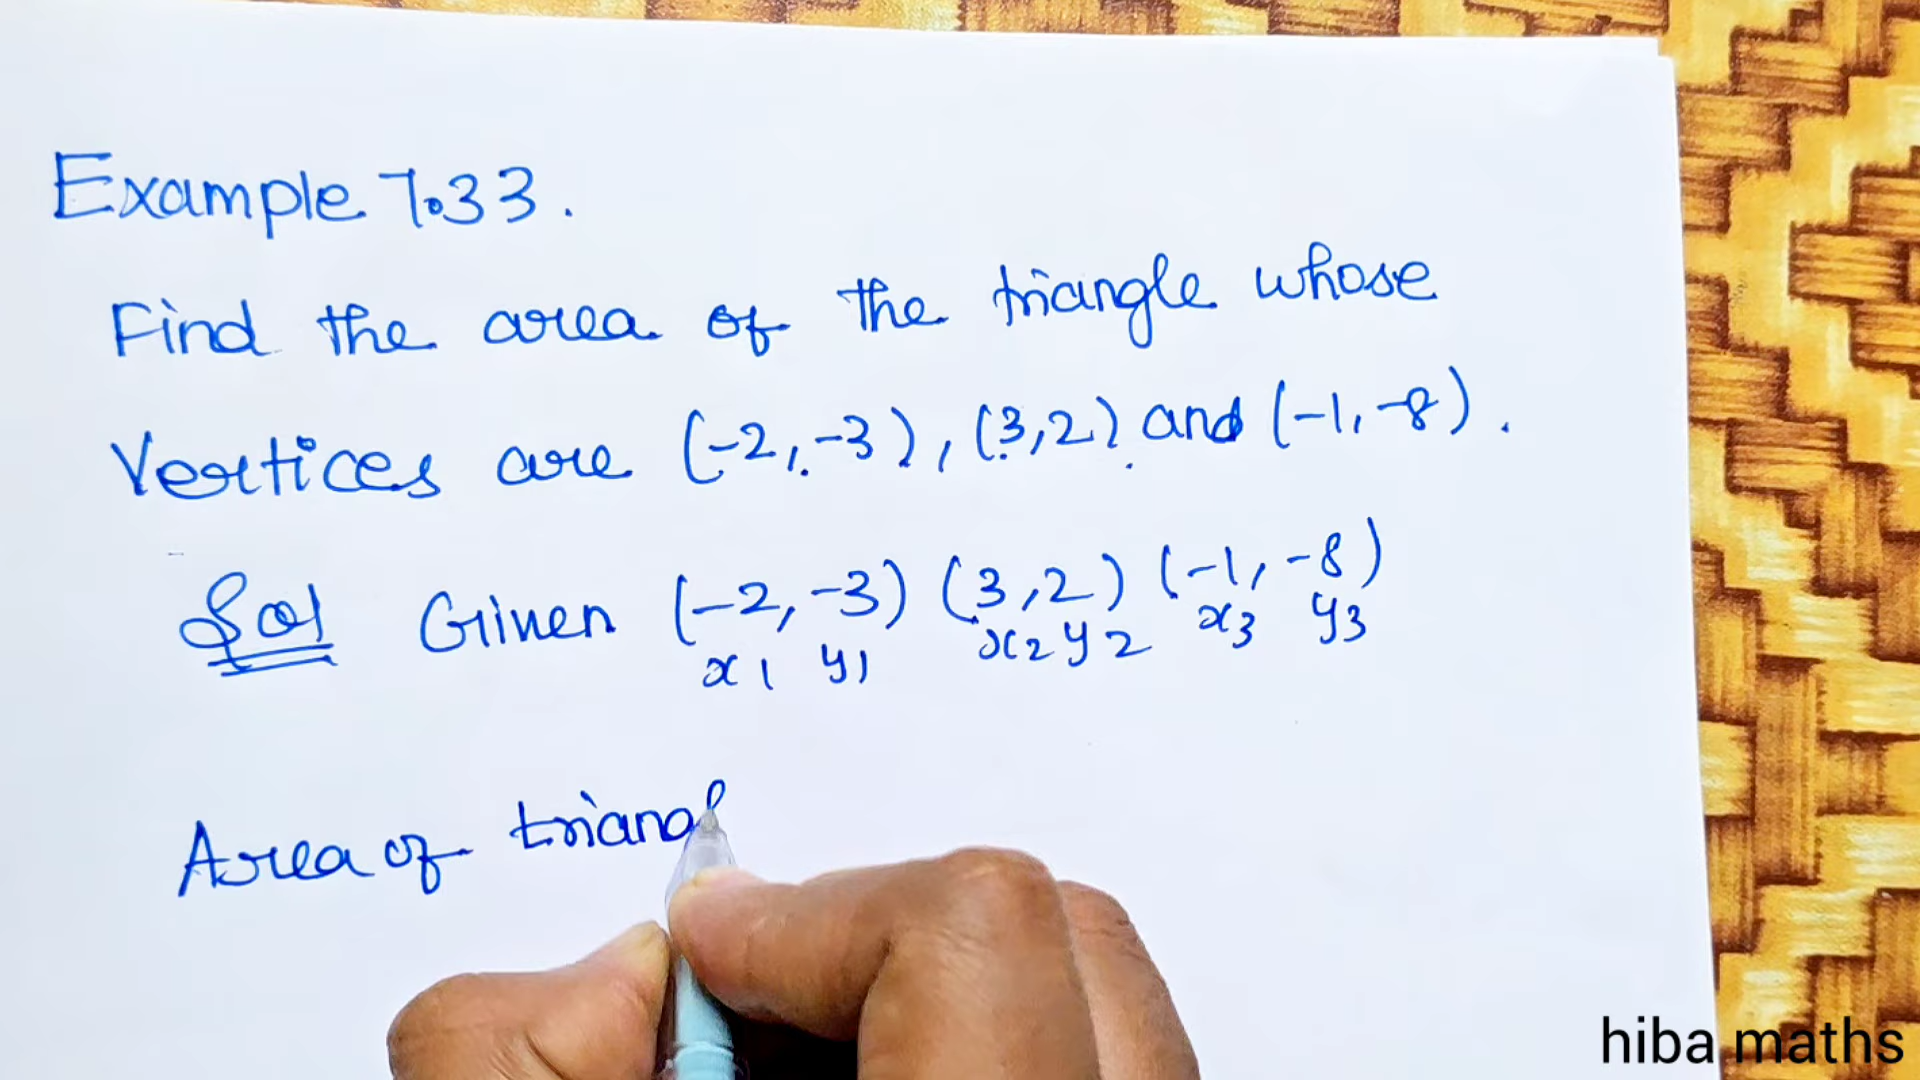 Example 7.33.
Find the area of the triangle whose
Vertices are (-2,-3), (3,2) and (-1,-8).
Sol Given (-2,-3) (3,2) (-1,-8)
x1 y1 x2 y2 x3 y3
Area of triangl
hiba maths